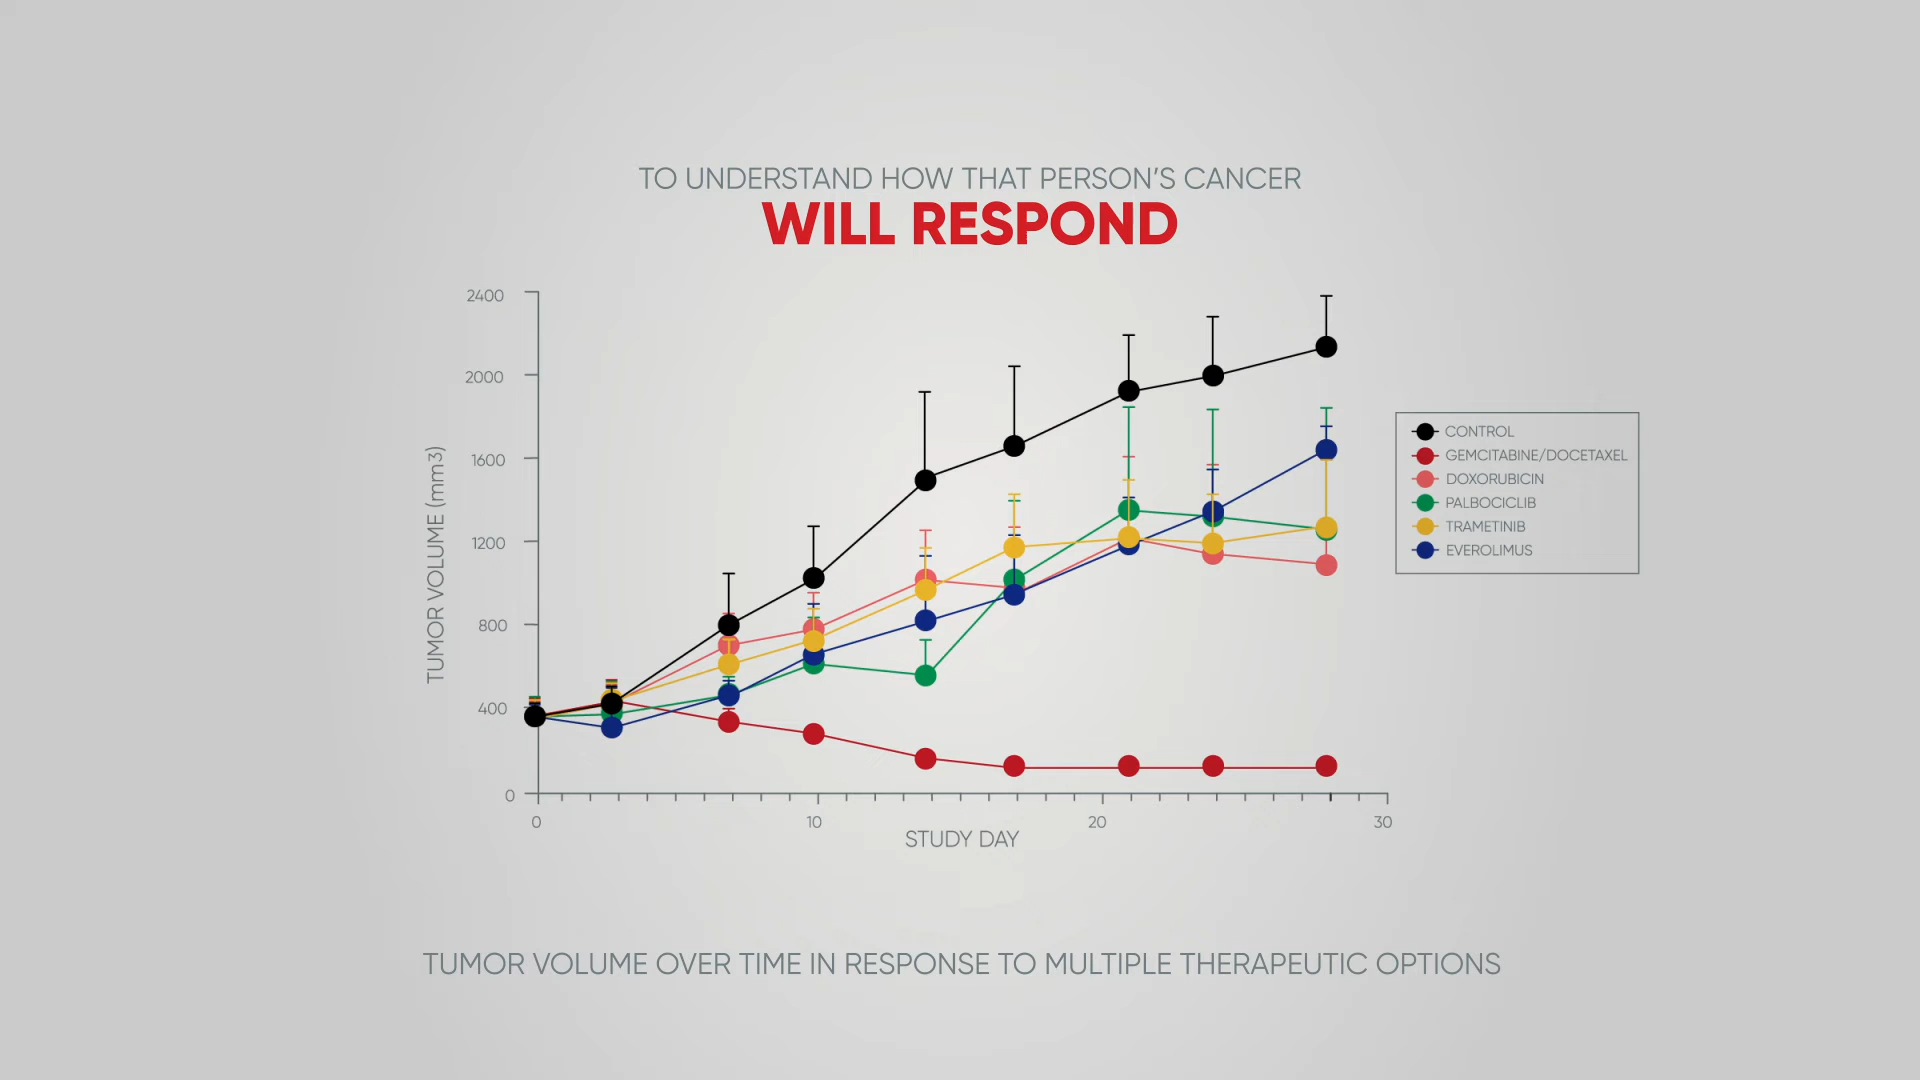 TO UNDERSTAND HOW THAT PERSON'S CANCER
WILL RESPOND
2400
2000
1600
1200
800
400
0
TUMOR VOLUME (mm3)
0
10
20
30
STUDY DAY
CONTROL
GEMCITABINE/DOCETAXEL
DOXORUBICIN
PALBOCICLIB
TRAMETINIB
EVEROLIMUS
TUMOR VOLUME OVER TIME IN RESPONSE TO MULTIPLE THERAPEUTIC OPTIONS